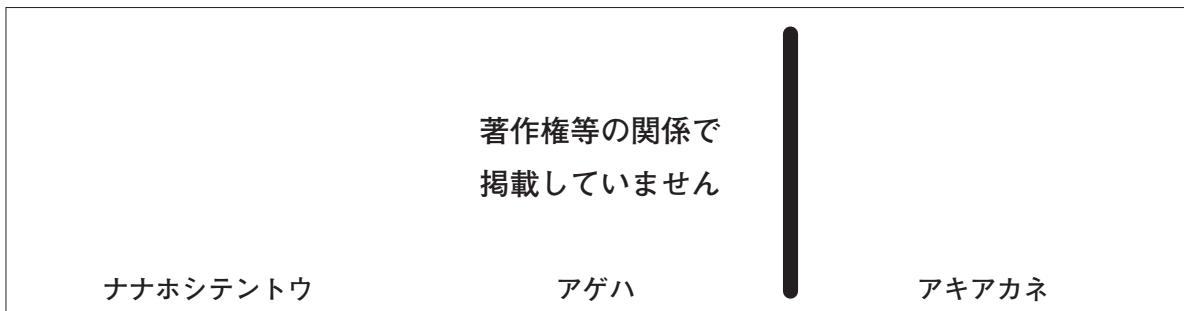 著作権等の関係で
掲載していません
ナナホシテントウ
アゲハ
アキアカネ